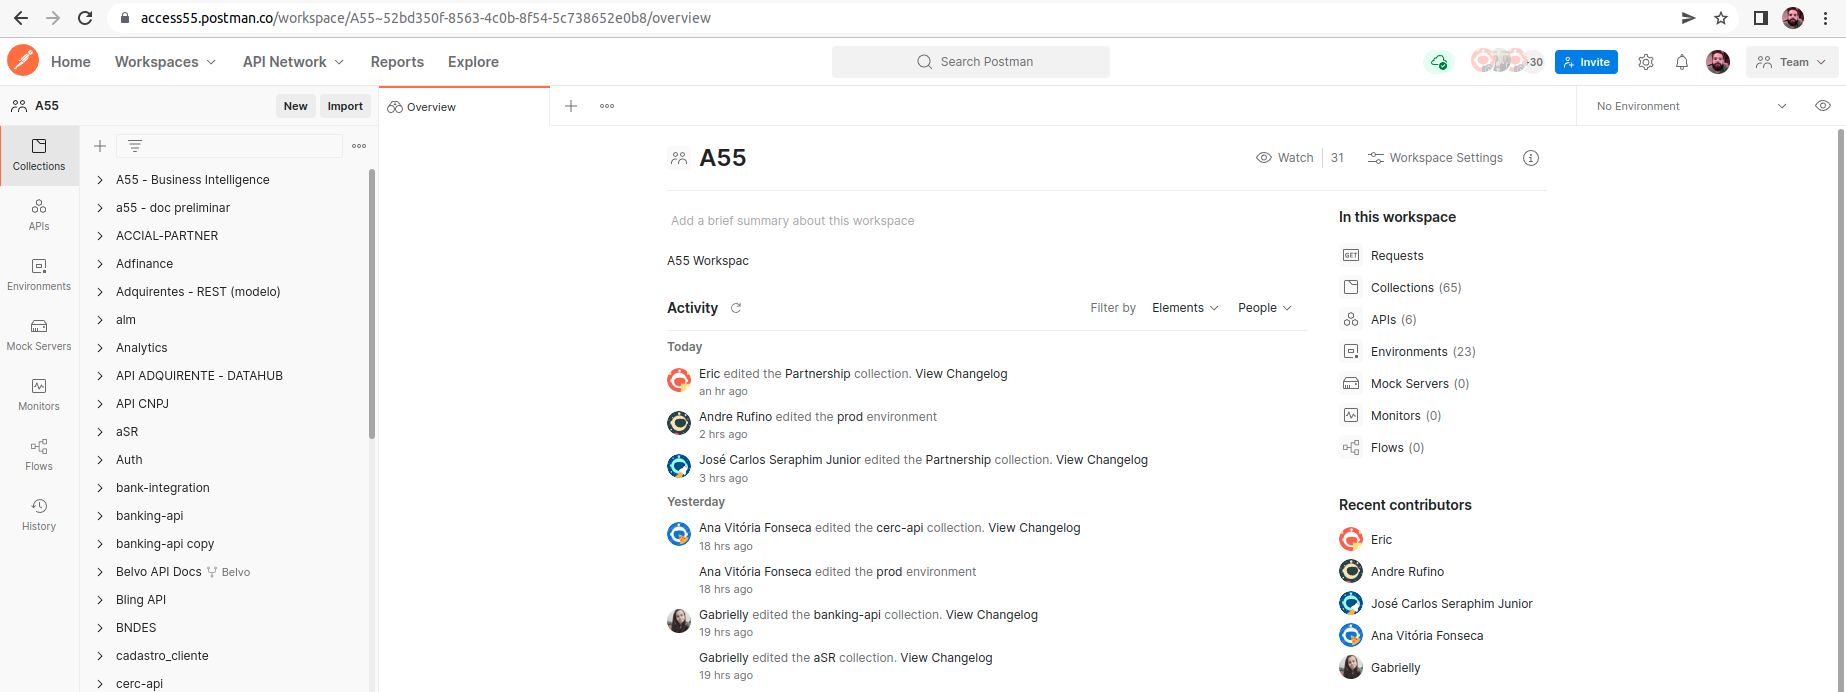 access55.postman.co/workspace/A55~52bd350f-8563-4c0b-8f54-5c738652e0b8/overview
Home Workspaces API Network Reports Explore Search Postman +30 Invite Team
A55 New Import Overview No Environment
Collections
APIs
Environments
Mock Servers
Monitors
Flows
History
A55 - Business Intelligence
a55 - doc preliminar
ACCIAL-PARTNER
Adfinance
Adquirentes - REST (modelo)
alm
Analytics
API ADQUIRENTE - DATAHUB
API CNPJ
aSR
Auth
bank-integration
banking-api
banking-api copy
Belvo API Docs Belvo
Bling API
BNDES
cadastro_cliente
cerc-api
A55 Watch 31 Workspace Settings
Add a brief summary about this workspace
A55 Workspac
Activity Filter by Elements People
Today
Eric edited the Partnership collection. View Changelog
an hr ago
Andre Rufino edited the prod environment
2 hrs ago
José Carlos Seraphim Junior edited the Partnership collection. View Changelog
3 hrs ago
Yesterday
Ana Vitória Fonseca edited the cerc-api collection. View Changelog
18 hrs ago
Ana Vitória Fonseca edited the prod environment
18 hrs ago
Gabrielly edited the banking-api collection. View Changelog
19 hrs ago
Gabrielly edited the aSR collection. View Changelog
19 hrs ago
In this workspace
GET Requests
Collections (65)
APIs (6)
Environments (23)
Mock Servers (0)
Monitors (0)
Flows (0)
Recent contributors
Eric
Andre Rufino
José Carlos Seraphim Junior
Ana Vitória Fonseca
Gabrielly